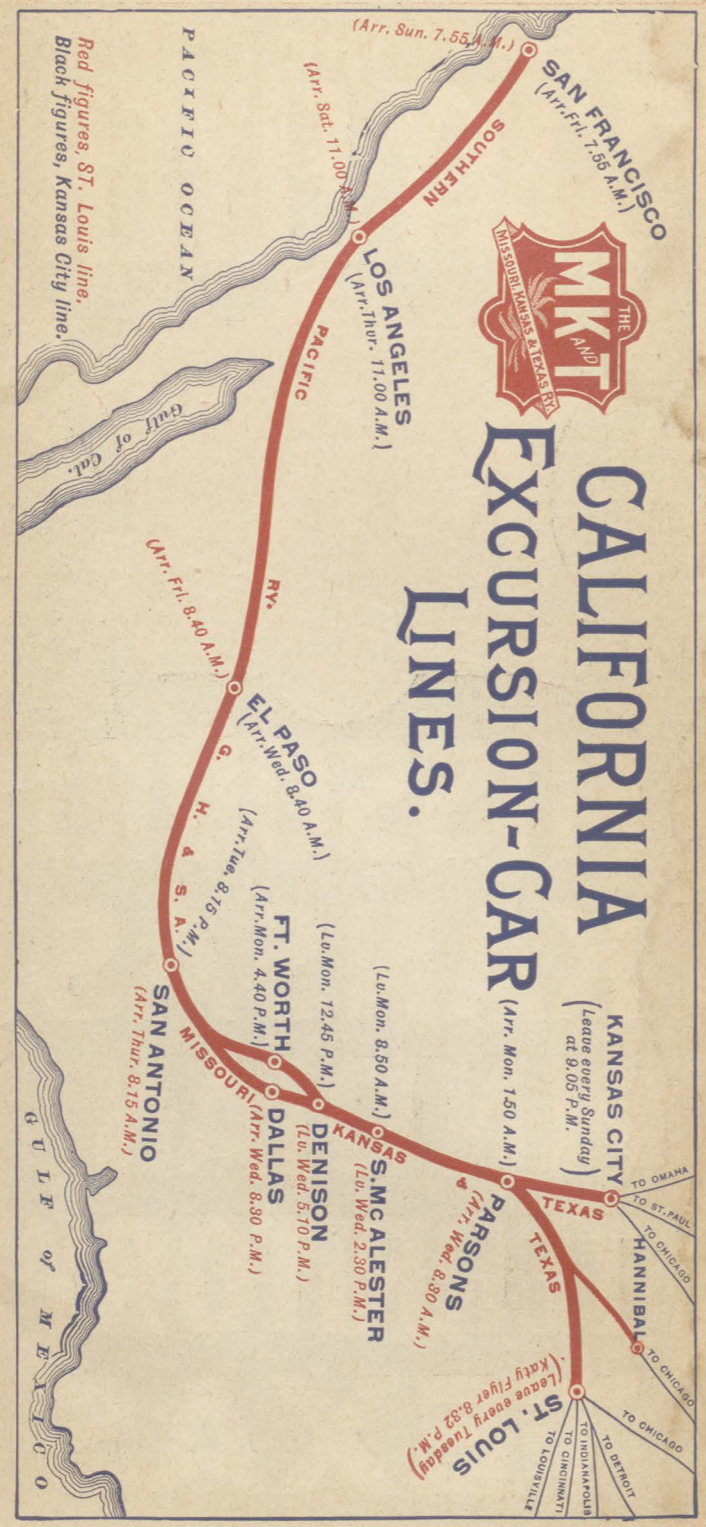 THE
MK AND T
MISSOURI, KANSAS & TEXAS RY.
CALIFORNIA
EXCURSION-CAR
LINES.
SAN FRANCISCO
(Arr. Fri. 7.55 A.M.)
(Arr. Sun. 7.55 A.M.)
SOUTHERN
LOS ANGELES
(Arr. Thur. 11.00 A.M.)
(Arr. Sat. 11.00 A.M.)
PACIFIC
RY.
EL PASO
(Arr. Wed. 8.40 A.M.)
(Arr. Fri. 8.40 A.M.)
G. H. & S. A.
(Arr. Tue. 8.15 P.M.)
SAN ANTONIO
(Arr. Thur. 8.15 A.M.)
MISSOURI,
FT. WORTH
(Arr. Mon. 4.40 P.M.)
DALLAS
(Arr. Wed. 8.30 P.M.)
(Lv. Mon. 12.45 P.M.)
DENISON
(Lv. Wed. 5.10 P.M.)
KANSAS
(Lv. Mon. 8.50 A.M.)
S. MC ALESTER
(Lv. Wed. 2.30 P.M.)
&
(Arr. Mon. 1.50 A.M.)
PARSONS
(Arr. Wed. 8.30 A.M.)
TEXAS
TEXAS
KANSAS CITY
(Leave every Sunday
at 9.05 P.M.)
TO OMAHA
TO ST. PAUL
TO CHICAGO
HANNIBAL
TO CHICAGO
ST. LOUIS
(Leave every Tuesday
Katy Flyer 8.32 P.M.)
TO CHICAGO
TO DETROIT
TO INDIANAPOLIS
TO CINCINNATI
TO LOUISVILLE
PACIFIC OCEAN
Gulf of Cal.
GULF of MEXICO
Red figures, ST. Louis line.
Black figures, Kansas City line.